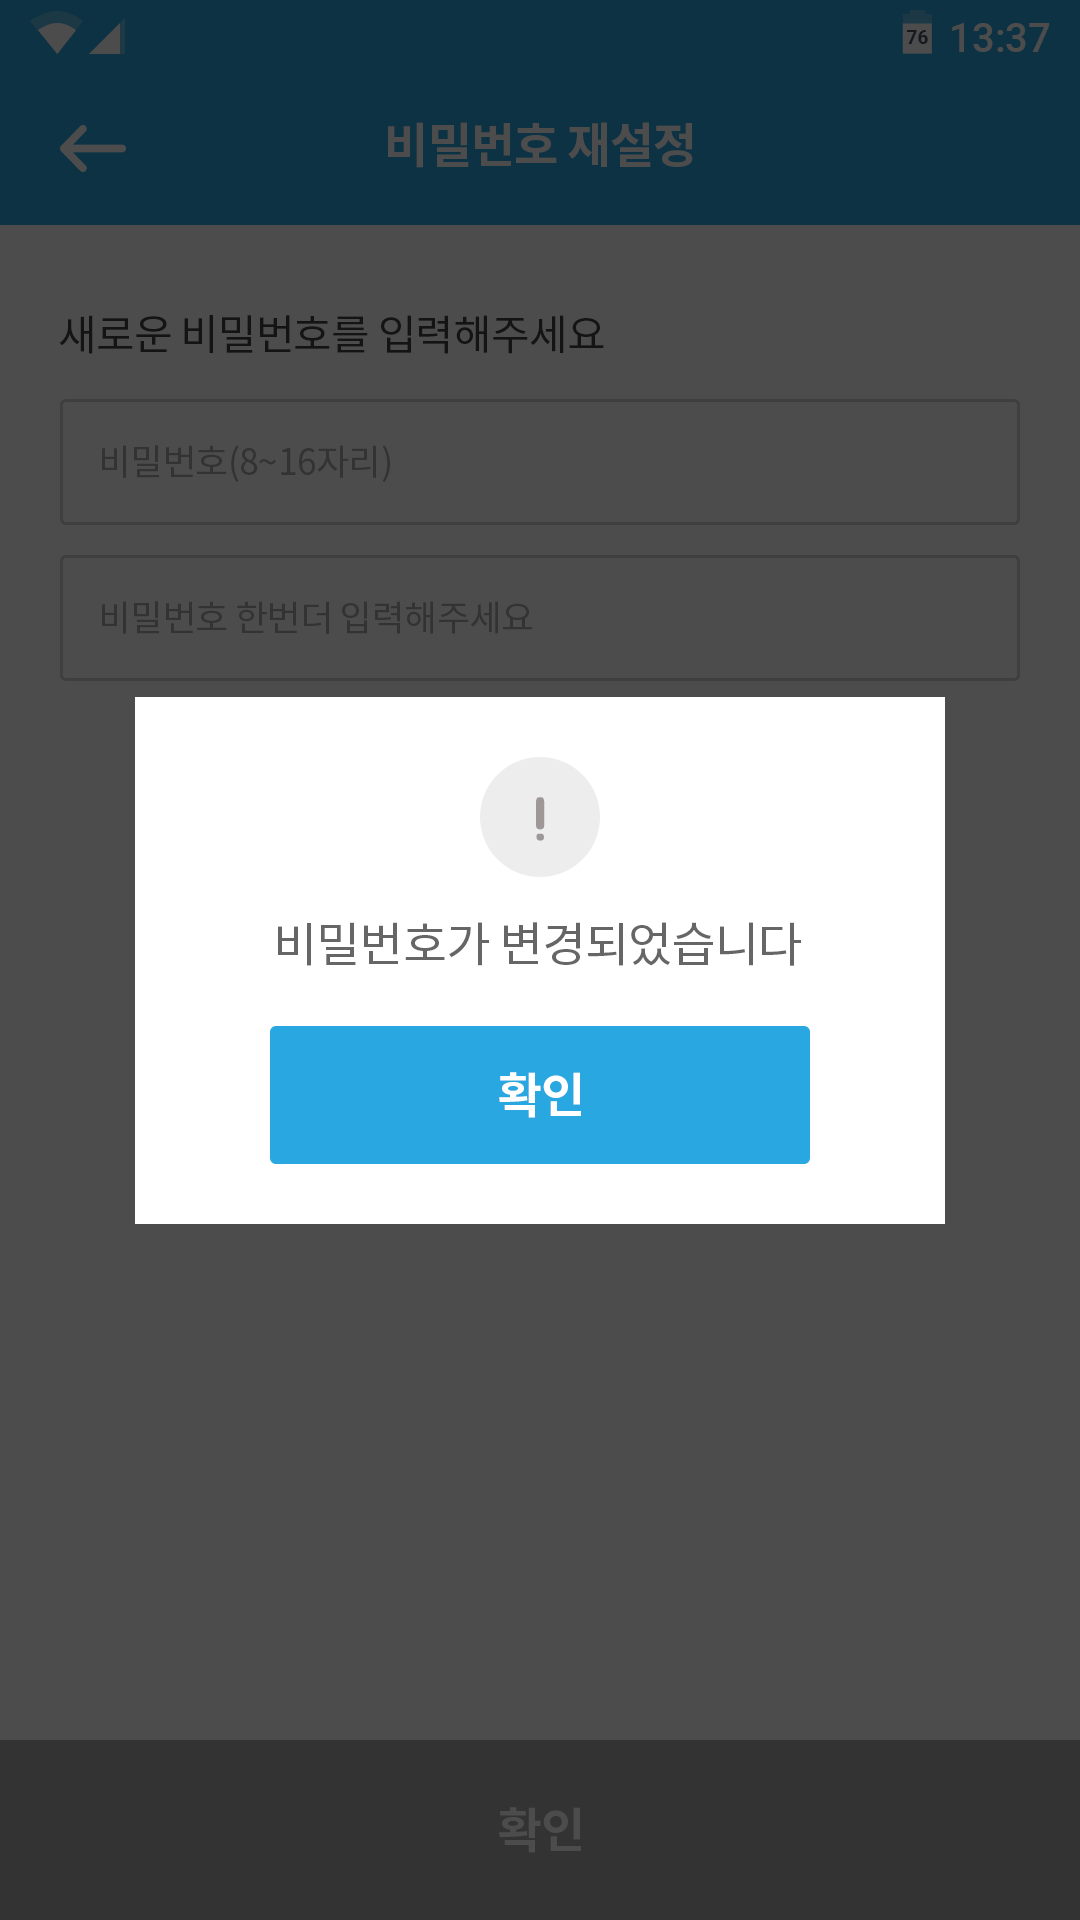 76 13:37
비밀번호 재설정
새로운 비밀번호를 입력해주세요
비밀번호(8~16자리)
비밀번호 한번더 입력해주세요
비밀번호가 변경되었습니다
확인
확인